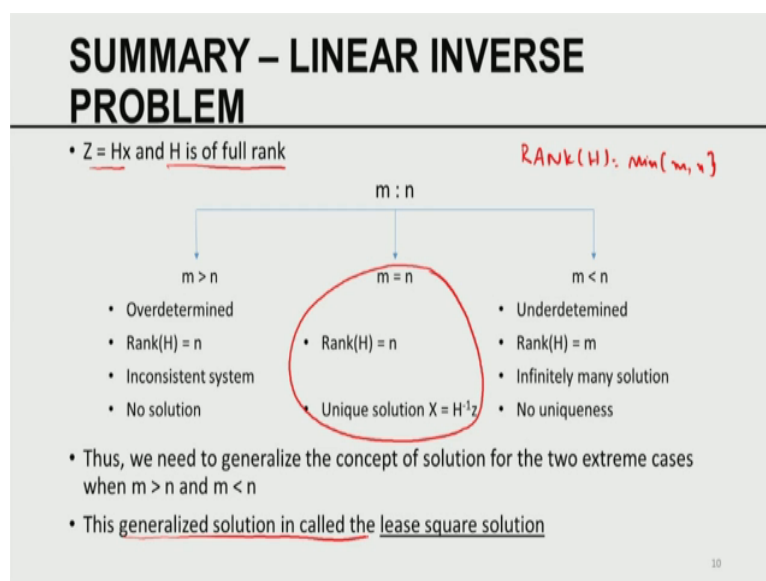 SUMMARY – LINEAR INVERSE
PROBLEM
• Z = Hx and H is of full rank
RANK(H): Min{m, n}
m : n
m > n
• Overdetermined
• Rank(H) = n
• Inconsistent system
• No solution
m = n
• Rank(H) = n
• Unique solution X = H⁻¹z
m < n
• Underdetemined
• Rank(H) = m
• Infinitely many solution
• No uniqueness
• Thus, we need to generalize the concept of solution for the two extreme cases
when m > n and m < n
• This generalized solution in called the lease square solution
10